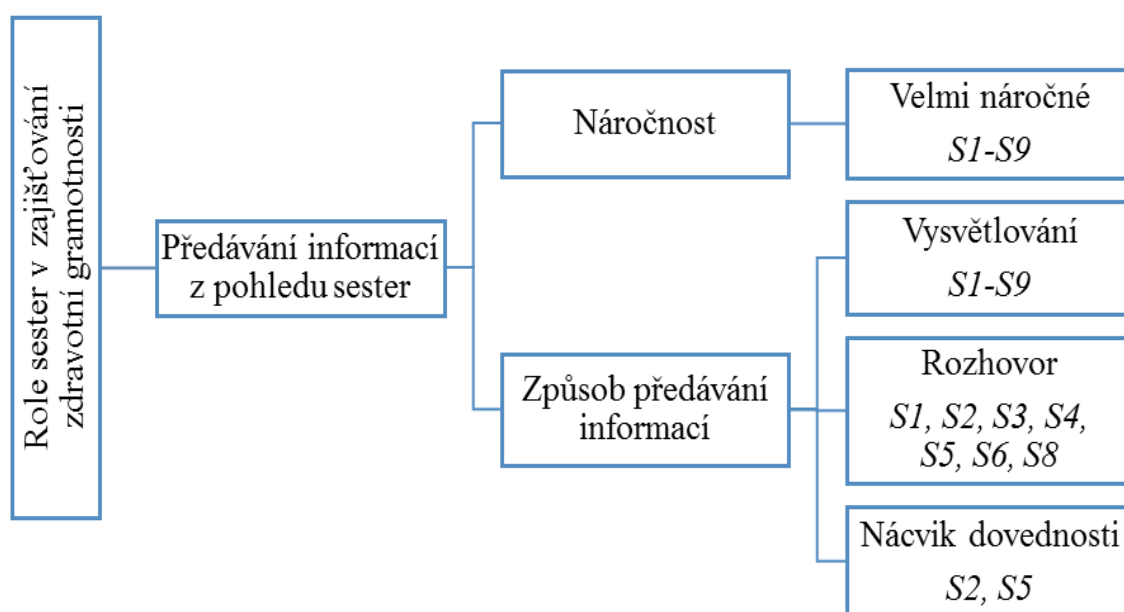 Role sester v zajišťování
zdravotní gramotnosti
Předávání informací
z pohledu sester
Náročnost
Velmi náročné
S1-S9
Způsob předávání
informací
Vysvětlování
S1-S9
Rozhovor
S1, S2, S3, S4,
S5, S6, S8
Nácvik dovednosti
S2, S5